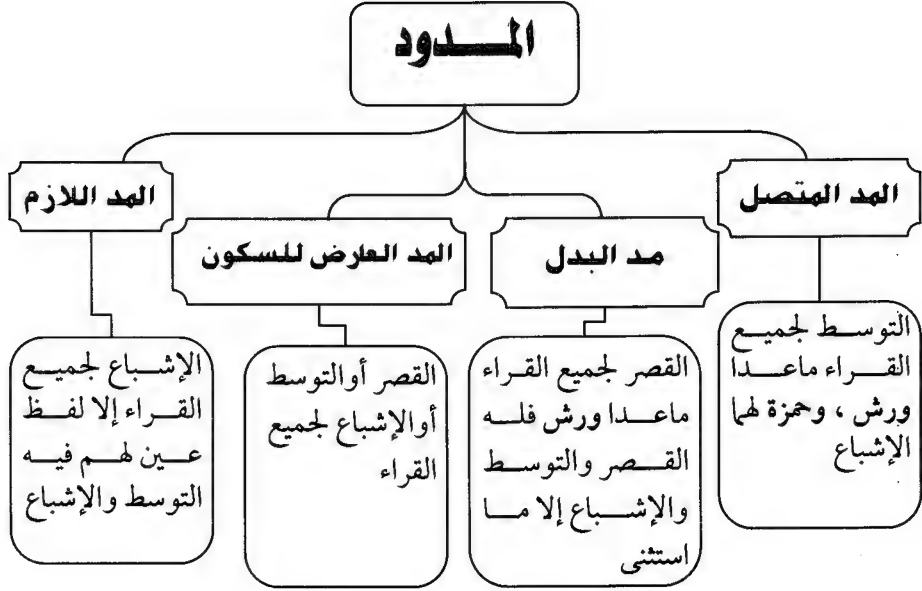 المـــدود
المد المتصل
التوسط لجميع
القراء ماعدا
ورش ، وحمزة لهما
الإشباع
مد البدل
القصر لجميع القراء
ماعدا ورش فله
القصر والتوسط
والإشباع إلا ما
استثنى
المد العارض للسكون
القصر أوالتوسط
أوالإشباع لجميع
القراء
المد اللازم
الإشباع لجميع
القراء إلا لفظ
عين لهم فيه
التوسط والإشباع